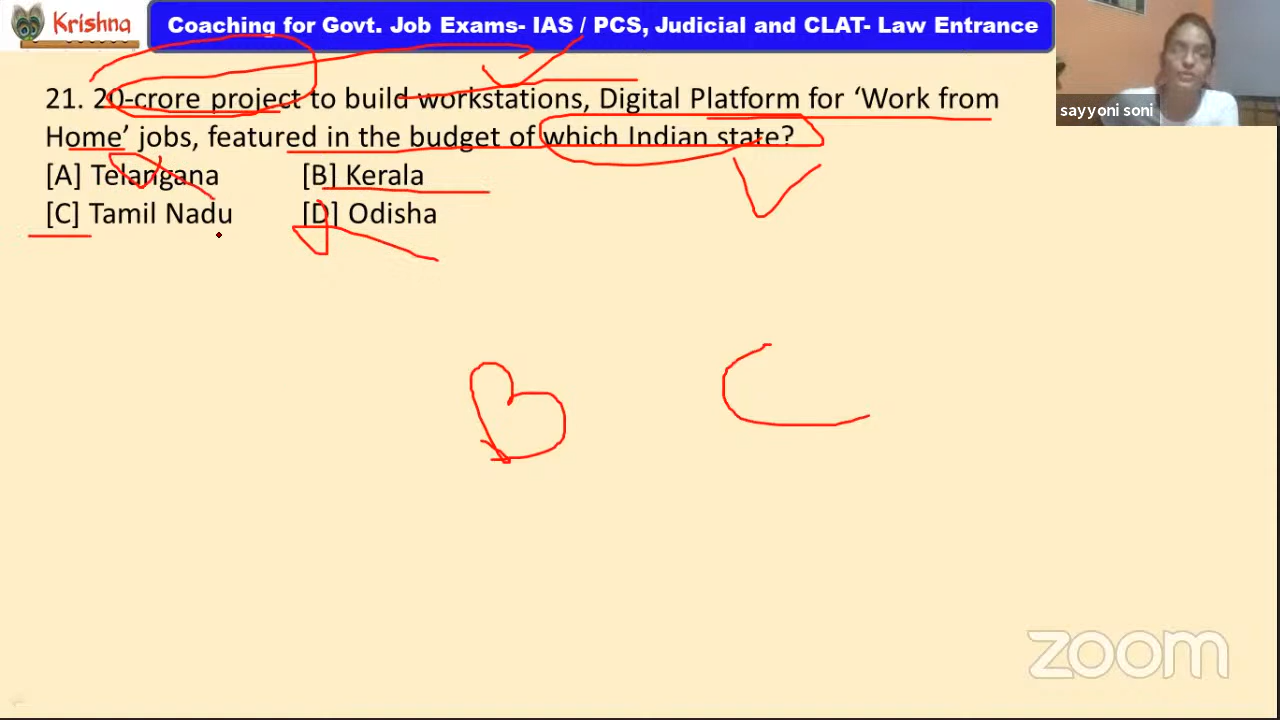 Krishna
Coaching for Govt. Job Exams- IAS / PCS, Judicial and CLAT- Law Entrance
sayyoni soni
21. 20-crore project to build workstations, Digital Platform for ‘Work from
Home’ jobs, featured in the budget of which Indian state?
[A] Telangana [B] Kerala
[C] Tamil Nadu [D] Odisha
B C
zoom